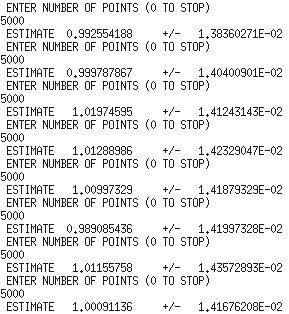 ENTER NUMBER OF POINTS (0 TO STOP)
5000
ESTIMATE 0.992554188 +/- 1.38360271E-02
ENTER NUMBER OF POINTS (0 TO STOP)
5000
ESTIMATE 0.999787867 +/- 1.40400901E-02
ENTER NUMBER OF POINTS (0 TO STOP)
5000
ESTIMATE 1.01974595 +/- 1.41243143E-02
ENTER NUMBER OF POINTS (0 TO STOP)
5000
ESTIMATE 1.01288986 +/- 1.42329047E-02
ENTER NUMBER OF POINTS (0 TO STOP)
5000
ESTIMATE 1.00997329 +/- 1.41879329E-02
ENTER NUMBER OF POINTS (0 TO STOP)
5000
ESTIMATE 0.989085436 +/- 1.41997328E-02
ENTER NUMBER OF POINTS (0 TO STOP)
5000
ESTIMATE 1.01155758 +/- 1.43572893E-02
ENTER NUMBER OF POINTS (0 TO STOP)
5000
ESTIMATE 1.00091136 +/- 1.41676208E-02